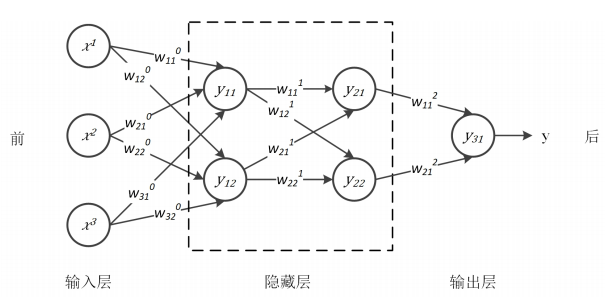 x¹
w₁₁⁰
w₁₂⁰
y₁₁
w₁₁¹
w₁₂¹
y₂₁
w₁₁²
前
x²
w₂₁⁰
w₂₂⁰
y₃₁
y
后
w₃₁⁰
w₃₂⁰
y₁₂
w₂₁¹
w₂₂¹
y₂₂
w₂₁²
x³
输入层
隐藏层
输出层